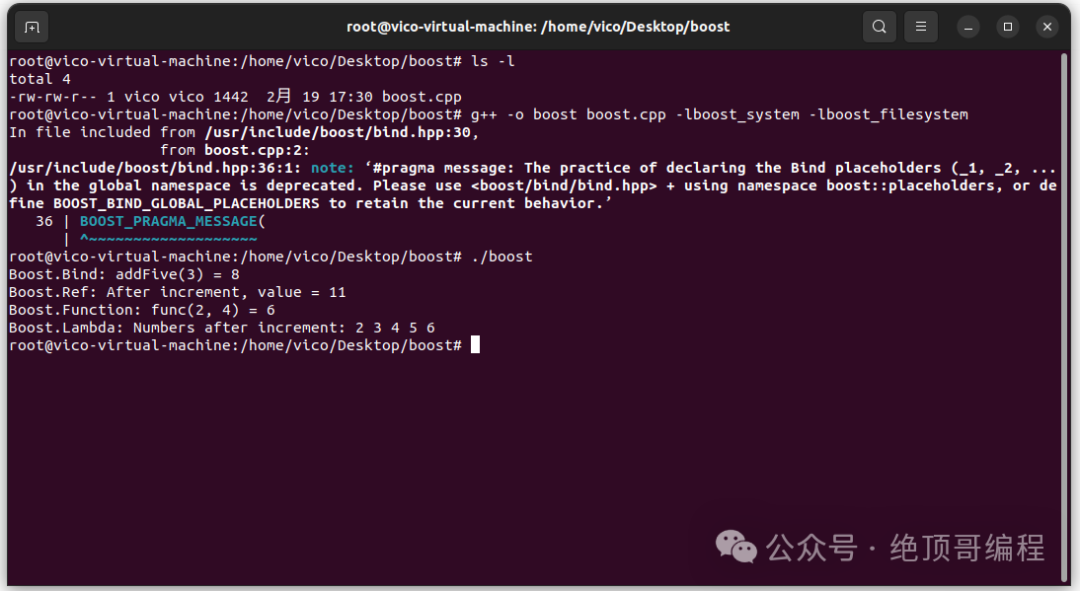 root@vico-virtual-machine: /home/vico/Desktop/boost
root@vico-virtual-machine:/home/vico/Desktop/boost# ls -l
total 4
-rw-rw-r-- 1 vico vico 1442  2月 19 17:30 boost.cpp
root@vico-virtual-machine:/home/vico/Desktop/boost# g++ -o boost boost.cpp -lboost_system -lboost_filesystem
In file included from /usr/include/boost/bind.hpp:30,
                 from boost.cpp:2:
/usr/include/boost/bind.hpp:36:1: note: ‘#pragma message: The practice of declaring the Bind placeholders (_1, _2, ...
) in the global namespace is deprecated. Please use <boost/bind/bind.hpp> + using namespace boost::placeholders, or de
fine BOOST_BIND_GLOBAL_PLACEHOLDERS to retain the current behavior.’
   36 | BOOST_PRAGMA_MESSAGE(
      | ^~~~~~~~~~~~~~~~~~~~
root@vico-virtual-machine:/home/vico/Desktop/boost# ./boost
Boost.Bind: addFive(3) = 8
Boost.Ref: After increment, value = 11
Boost.Function: func(2, 4) = 6
Boost.Lambda: Numbers after increment: 2 3 4 5 6
root@vico-virtual-machine:/home/vico/Desktop/boost#
公众号 · 绝顶哥编程